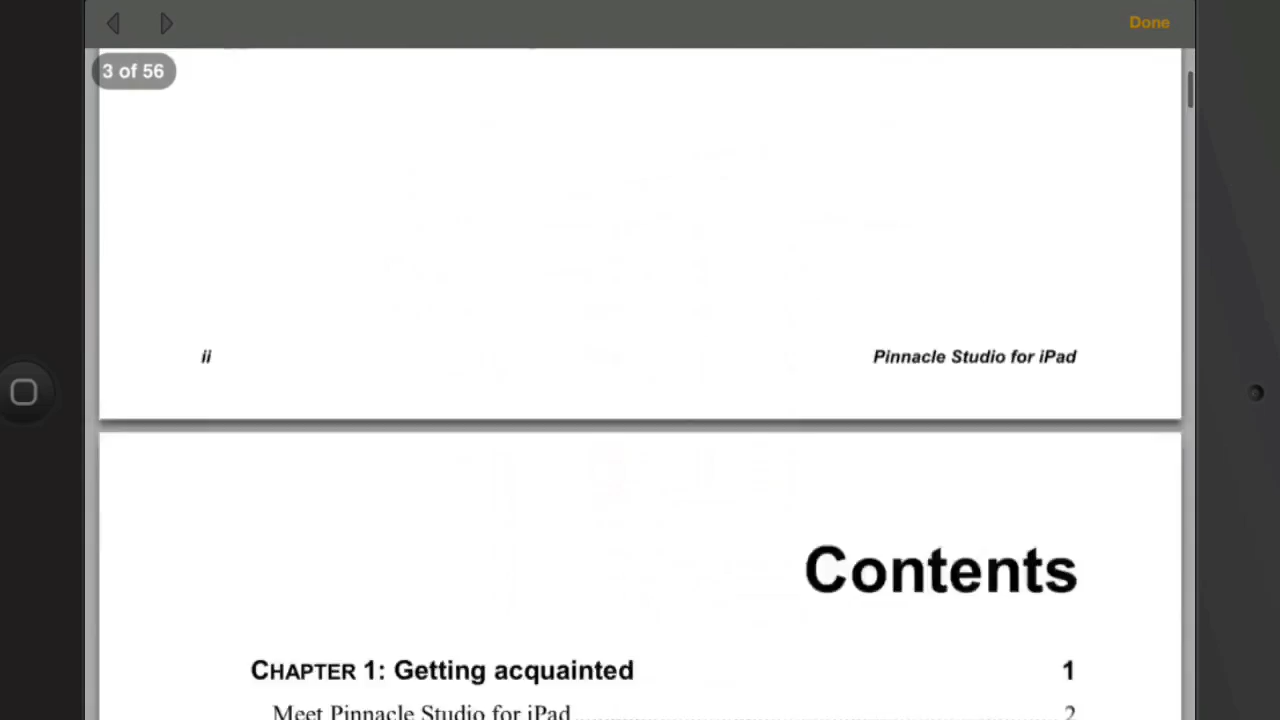 Done
3 of 56
ii Pinnacle Studio for iPad
Contents
CHAPTER 1: Getting acquainted 1
Meet Pinnacle Studio for iPad 2